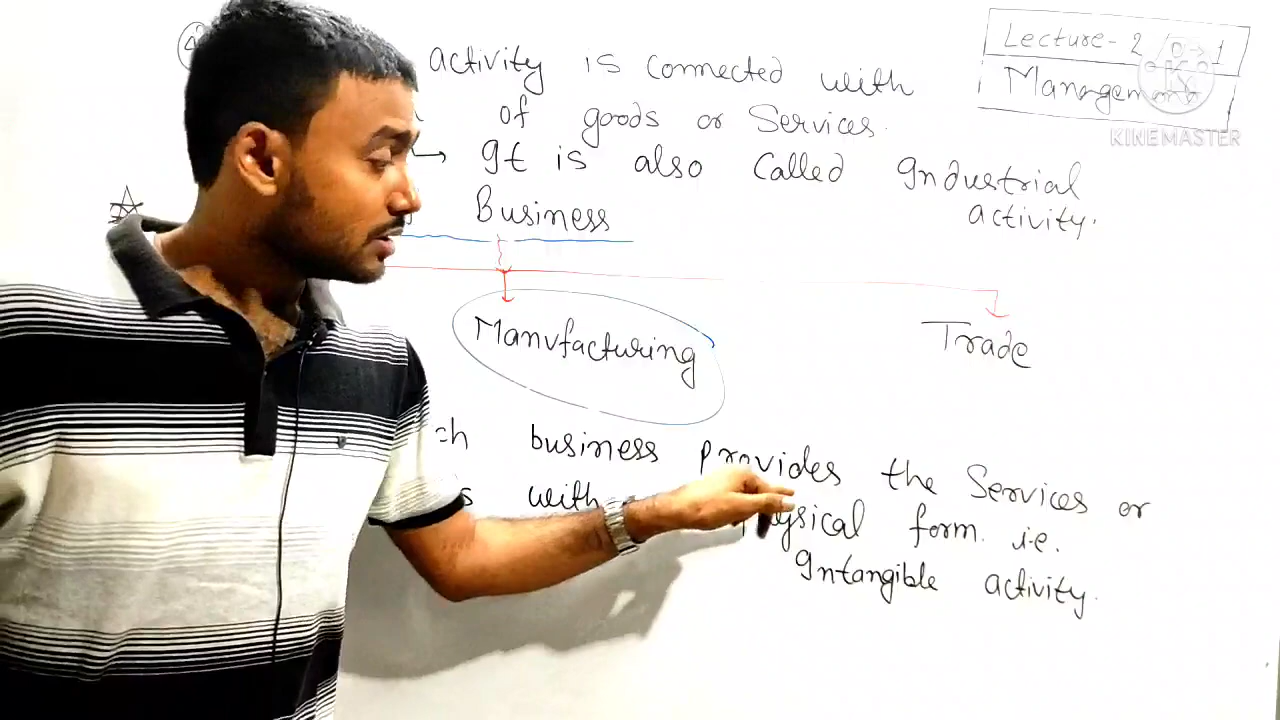 Lecture-2
Management
KINEMASTER
④
activity is connected with
of goods or Services.
→ It is also called Industrial
activity.
Business
Manufacturing
Trade
business provides the Services or
with physical form. i.e.
Intangible activity.